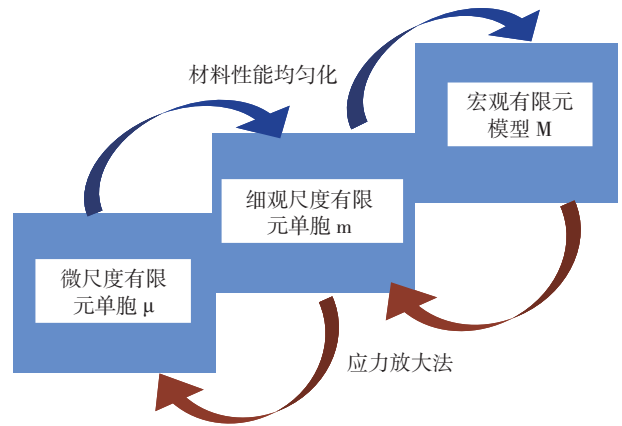 材料性能均匀化
宏观有限元
模型 M
细观尺度有限
元单胞 m
微尺度有限
元单胞 μ
应力放大法